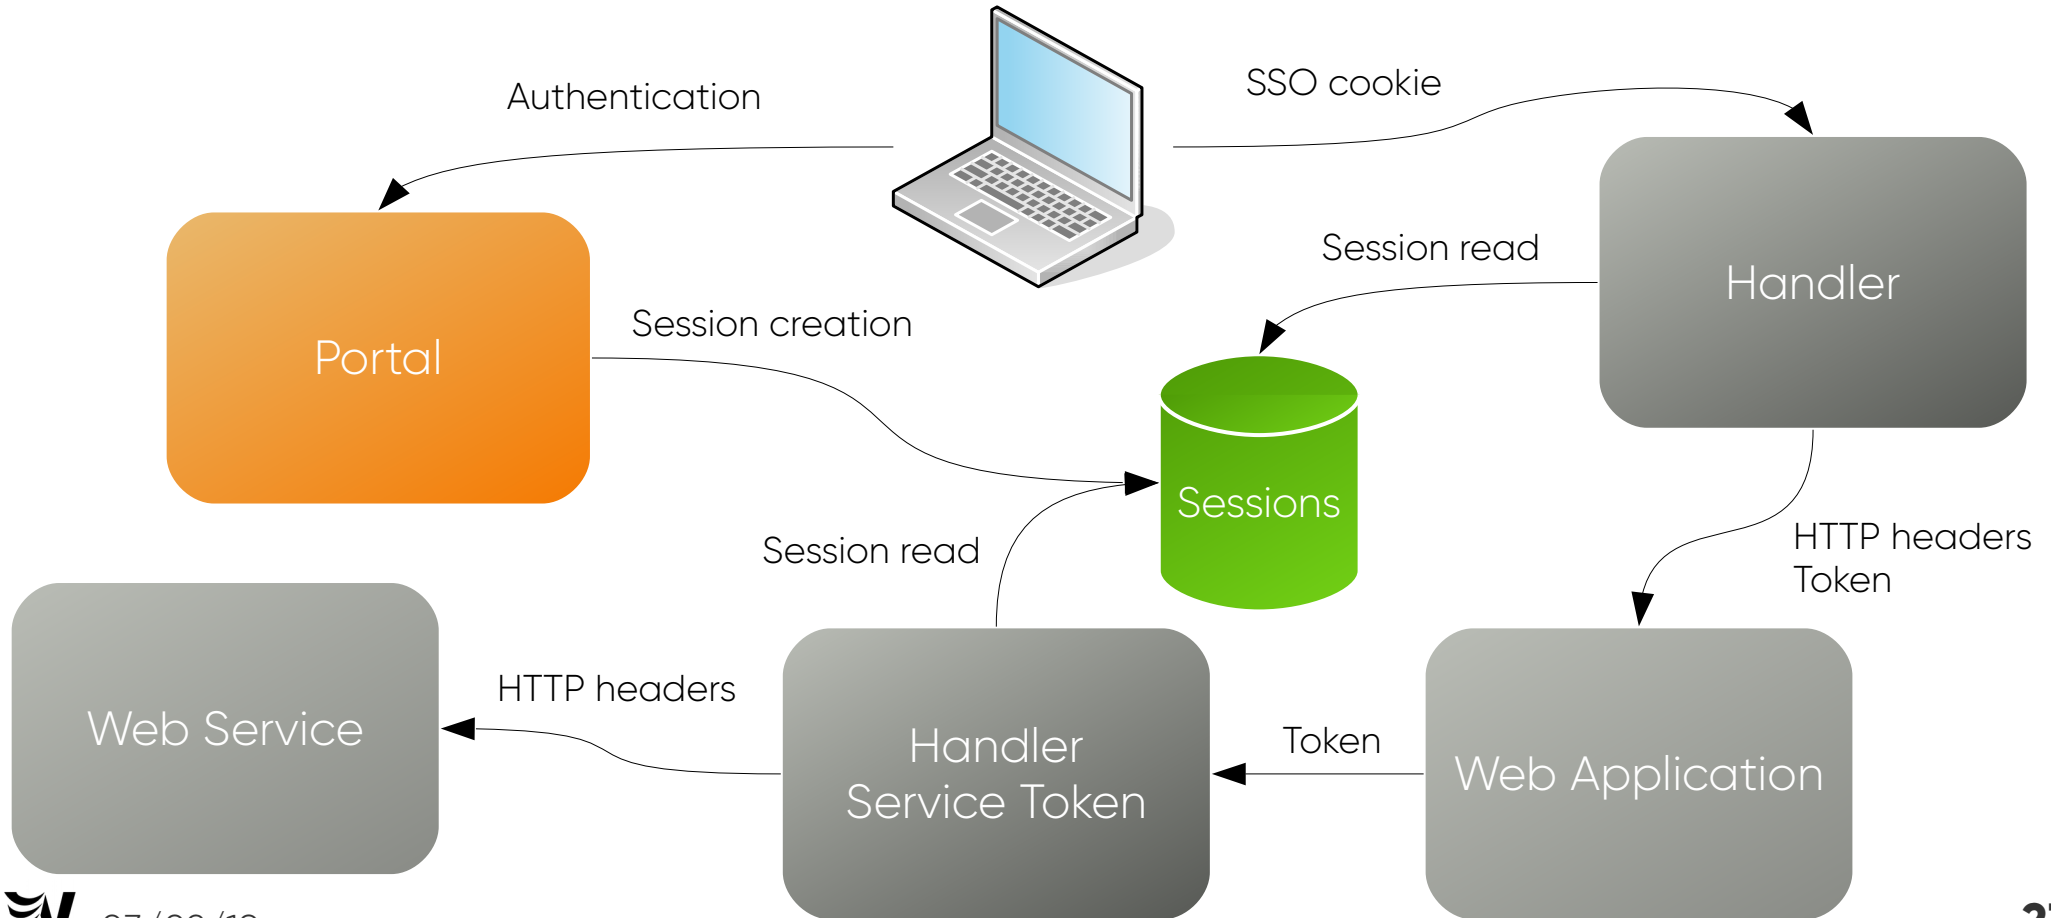 Authentication
SSO cookie
Session read
Handler
Session creation
Portal
Sessions
HTTP headers
Token
Session read
HTTP headers
Web Service
Handler
Service Token
Token
Web Application